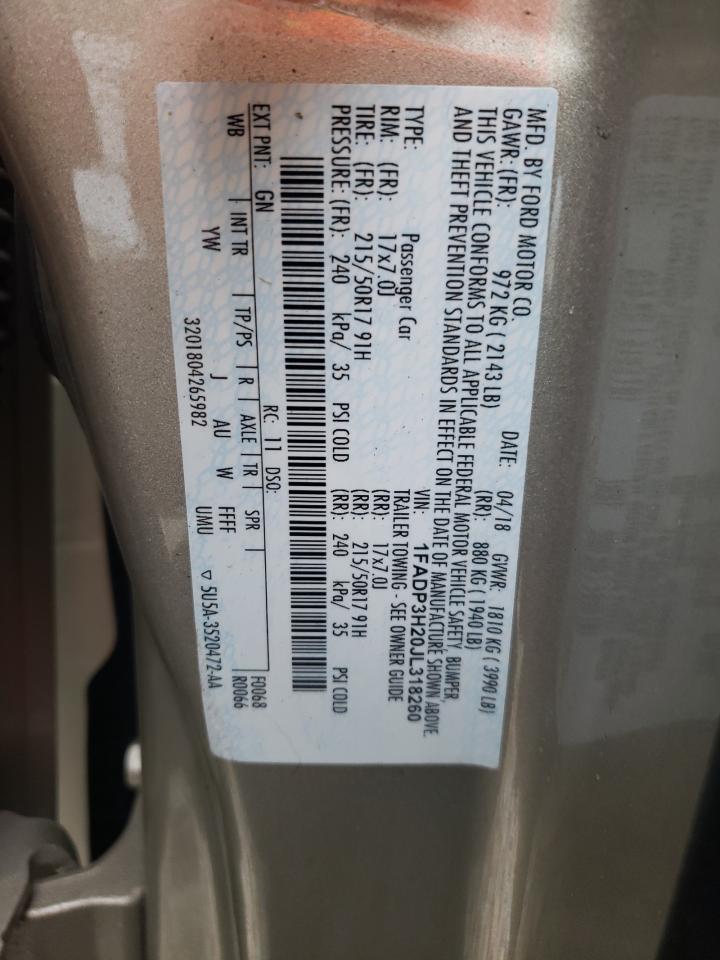 MFD. BY FORD MOTOR CO. DATE: 04/18 GVWR: 1810 KG ( 3990 LB)
GAWR: (FR): 972 KG ( 2143 LB) (RR): 880 KG ( 1940 LB)
THIS VEHICLE CONFORMS TO ALL APPLICABLE FEDERAL MOTOR VEHICLE SAFETY, BUMPER,
AND THEFT PREVENTION STANDARDS IN EFFECT ON THE DATE OF MANUFACTURE SHOWN ABOVE.
VIN: 1FADP3H20JL318260
TYPE: Passenger Car TRAILER TOWING - SEE OWNER GUIDE
RIM: (FR): 17x7.0J (RR): 17x7.0J
TIRE: (FR): 215/50R17 91H (RR): 215/50R17 91H
PRESSURE: (FR): 240 kPa/ 35 PSI COLD (RR): 240 kPa/ 35 PSI COLD
EXT PNT: GN RC: 11 DSO: F0068
WB INT TR TP/PS R AXLE TR SPR R0066
YW J AU W FFFF
3201804265982 UMU ▽ 5U5A-3520472-AA